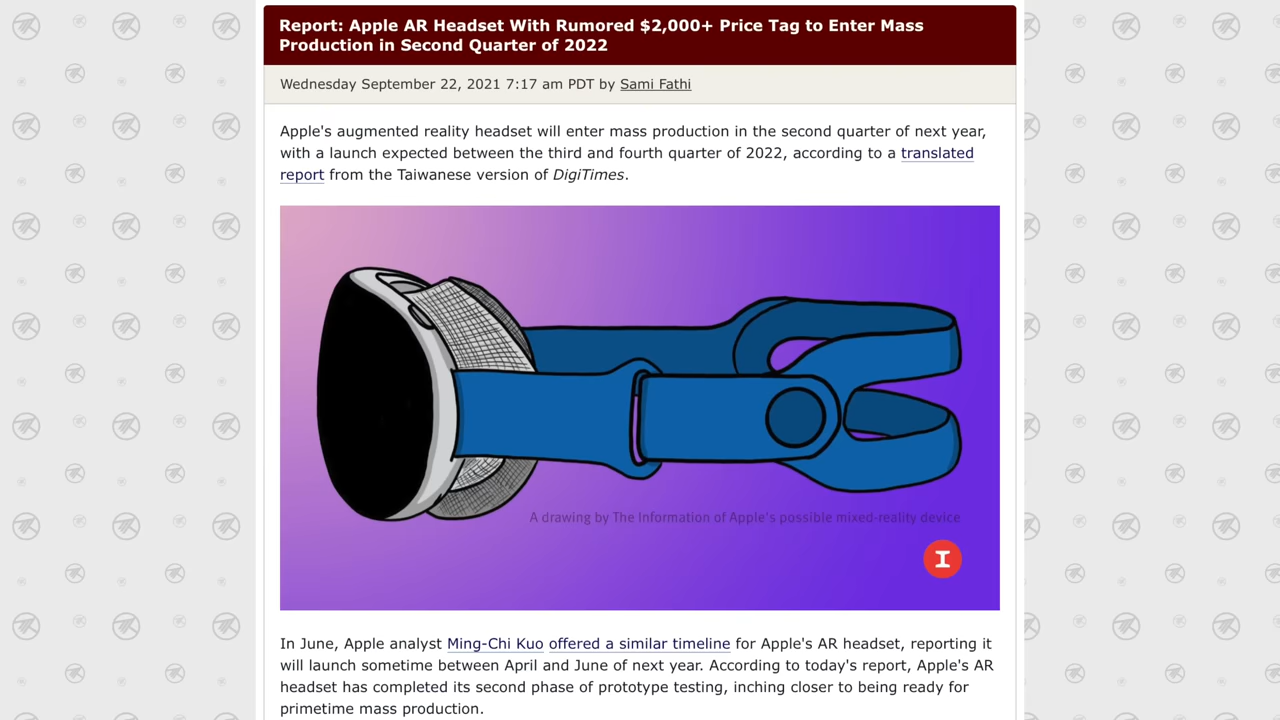 Report: Apple AR Headset With Rumored $2,000+ Price Tag to Enter Mass
Production in Second Quarter of 2022
Wednesday September 22, 2021 7:17 am PDT by Sami Fathi
Apple's augmented reality headset will enter mass production in the second quarter of next year,
with a launch expected between the third and fourth quarter of 2022, according to a translated
report from the Taiwanese version of DigiTimes.
A drawing by The Information of Apple's possible mixed-reality device
I
In June, Apple analyst Ming-Chi Kuo offered a similar timeline for Apple's AR headset, reporting it
will launch sometime between April and June of next year. According to today's report, Apple's AR
headset has completed its second phase of prototype testing, inching closer to being ready for
primetime mass production.